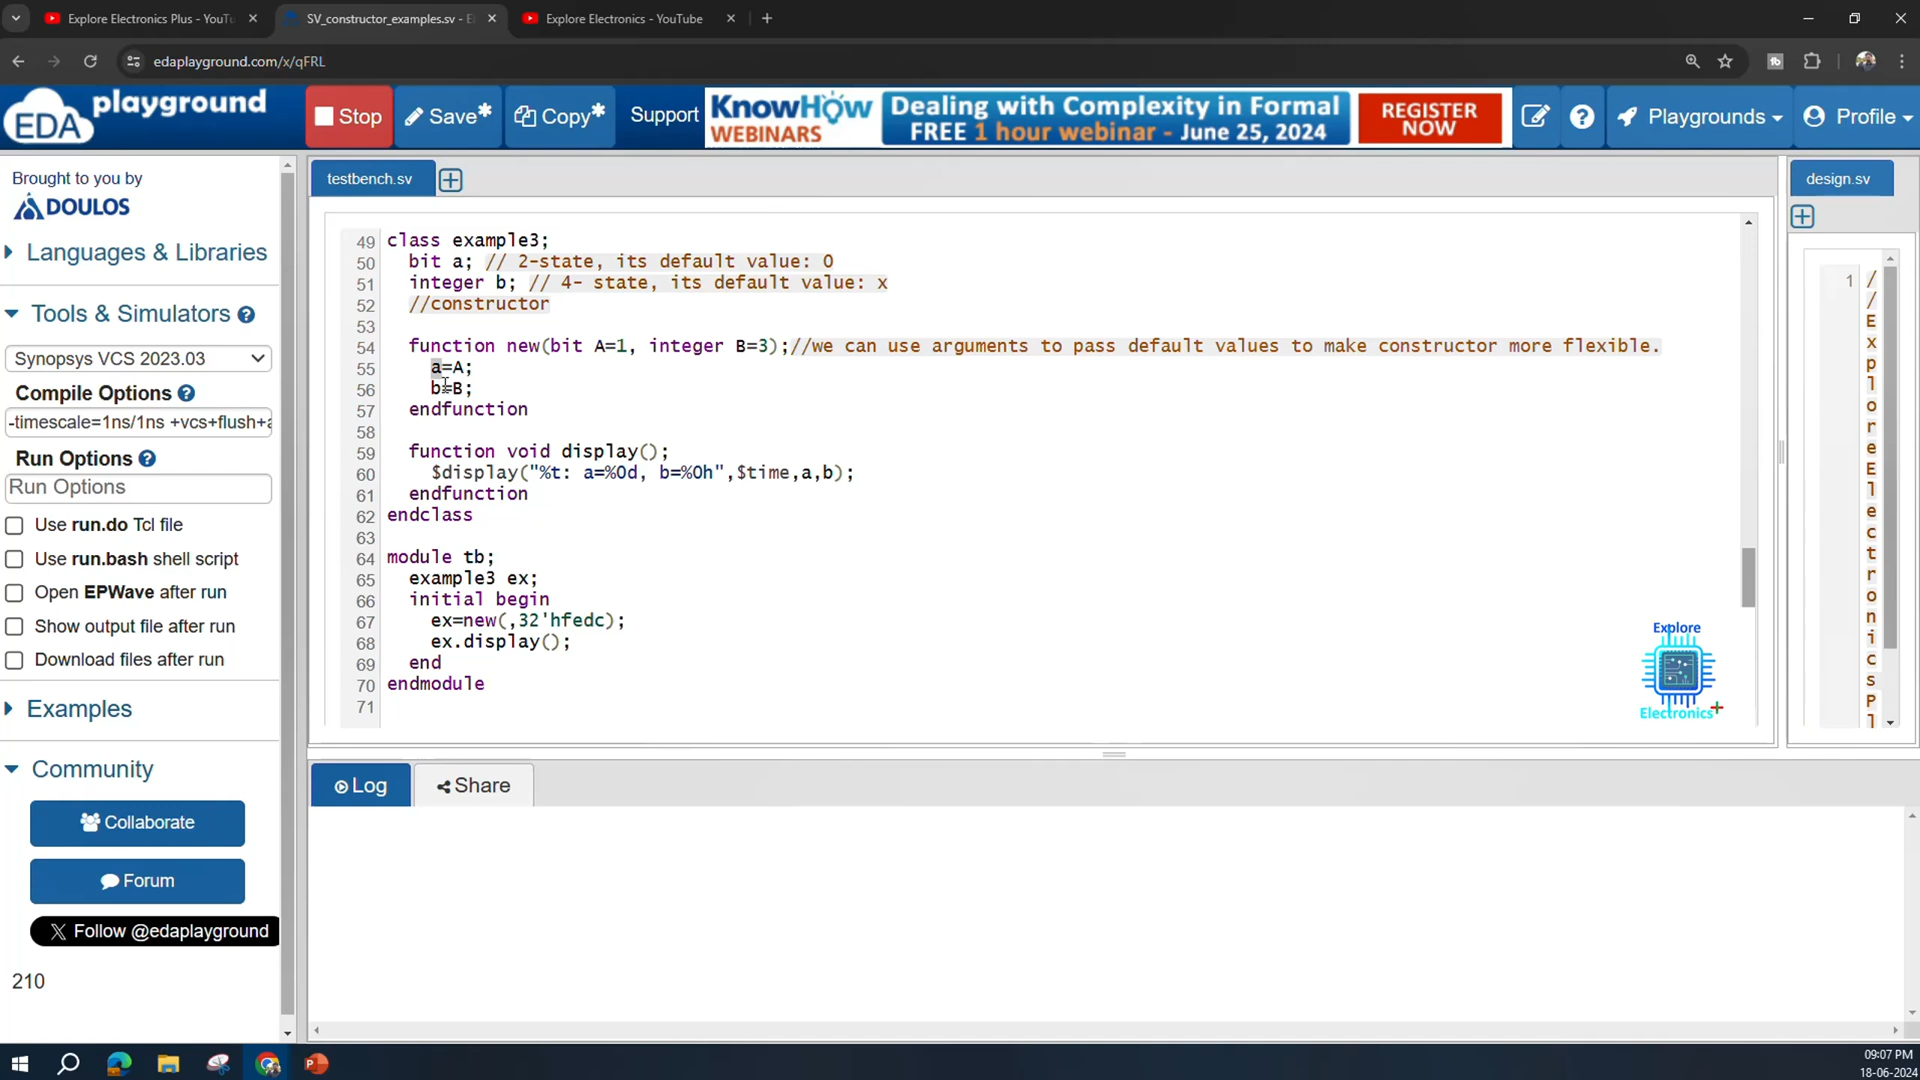 Explore Electronics Plus - YouTu
SV_constructor_examples.sv - E
Explore Electronics - YouTube
edaplayground.com/x/qFRL
EDA playground
Stop
Save*
Copy*
Support
KnowHow WEBINARS
Dealing with Complexity in Formal
FREE 1 hour webinar - June 25, 2024
REGISTER NOW
Playgrounds
Profile
Brought to you by
DOULOS
Languages & Libraries
Tools & Simulators
Synopsys VCS 2023.03
Compile Options
-timescale=1ns/1ns +vcs+flush+a
Run Options
Run Options
Use run.do Tcl file
Use run.bash shell script
Open EPWave after run
Show output file after run
Download files after run
Examples
Community
Collaborate
Forum
X Follow @edaplayground
210
testbench.sv
49 class example3;
50 bit a; // 2-state, its default value: 0
51 integer b; // 4- state, its default value: x
52 //constructor
53
54 function new(bit A=1, integer B=3);//we can use arguments to pass default values to make constructor more flexible.
55 a=A;
56 b=B;
57 endfunction
58
59 function void display();
60 $display("%t: a=%0d, b=%0h",$time,a,b);
61 endfunction
62 endclass
63
64 module tb;
65 example3 ex;
66 initial begin
67 ex=new(,32'hfedc);
68 ex.display();
69 end
70 endmodule
71
Explore
Electronics+
design.sv
1 /
/
E
x
p
l
o
r
e
E
l
e
c
t
r
o
n
i
c
s
P
l
Log
Share
09:07 PM
18-06-2024